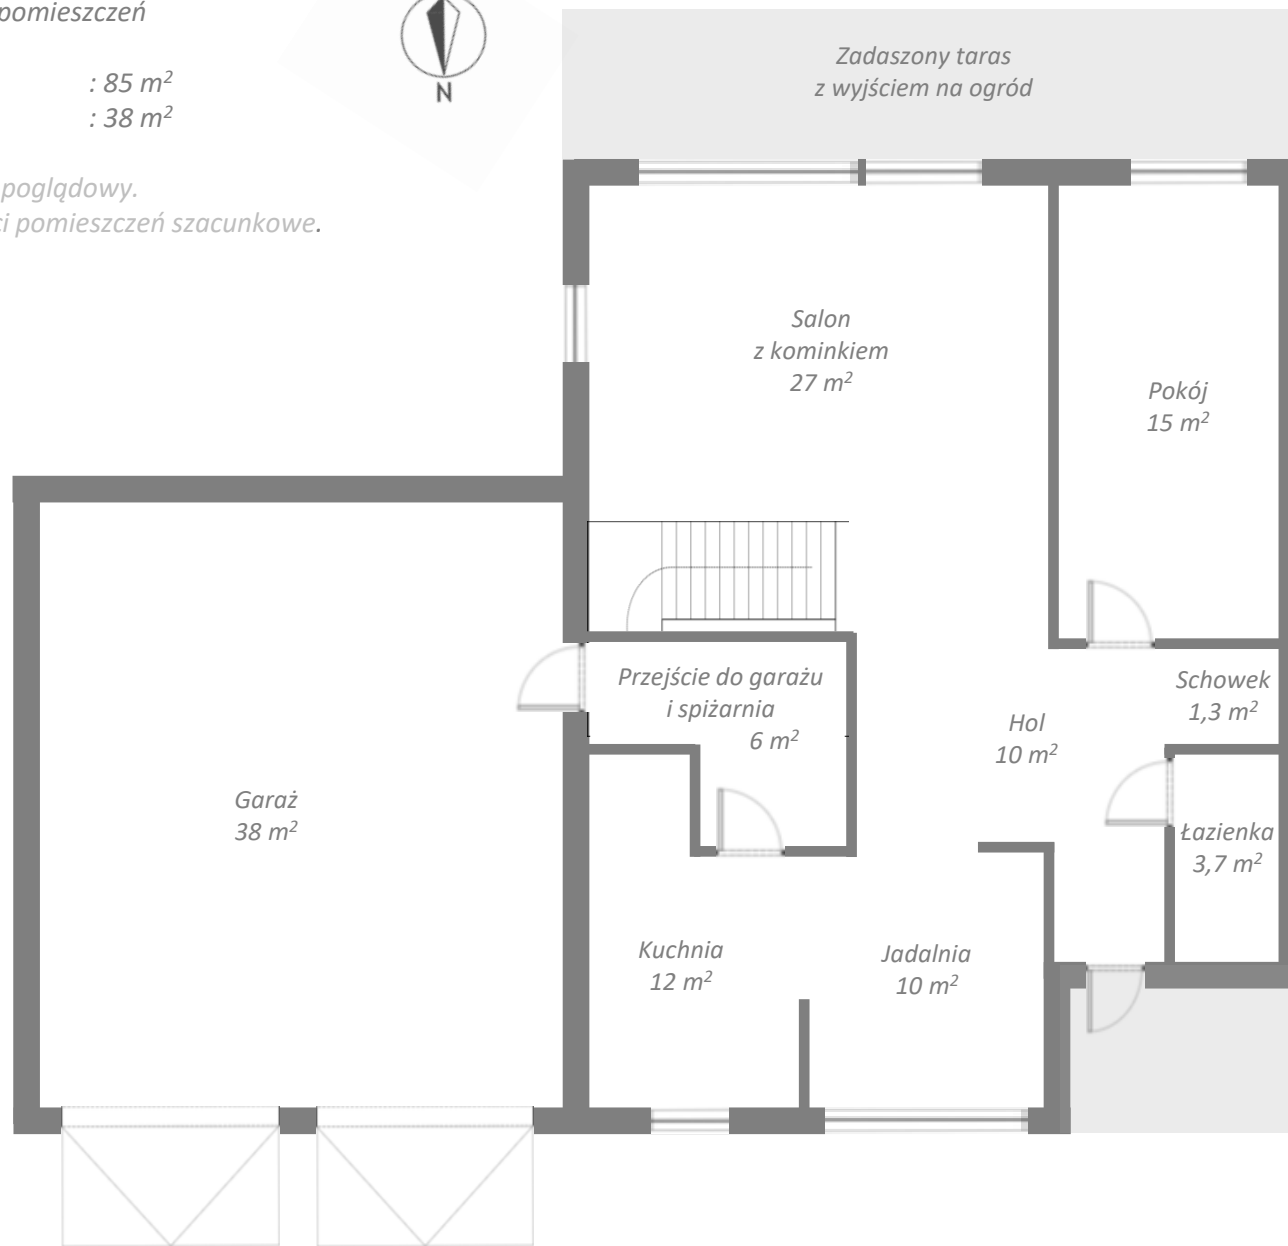 pomieszczeń
: 85 m²
: 38 m²
poglądowy.
ci pomieszczeń szacunkowe.
N
Zadaszony taras
z wyjściem na ogród
Salon
z kominkiem
27 m²
Pokój
15 m²
Przejście do garażu
i spiżarnia
6 m²
Schowek
1,3 m²
Hol
10 m²
Garaż
38 m²
Łazienka
3,7 m²
Kuchnia
12 m²
Jadalnia
10 m²